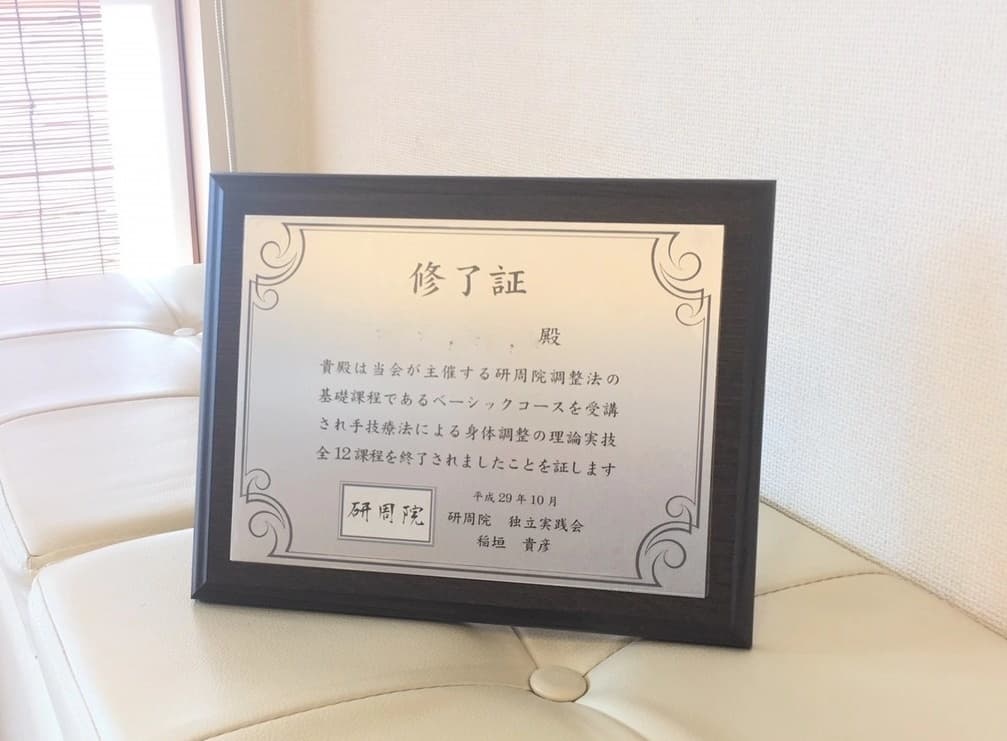 修了証
殿
貴殿は当会が主催する研周院調整法の
基礎課程であるベーシックコースを受講
され手技療法による身体調整の理論実技
全12課程を終了されましたことを証します
平成29年10月
研周院
研周院 独立実践会
稲垣 貴彦